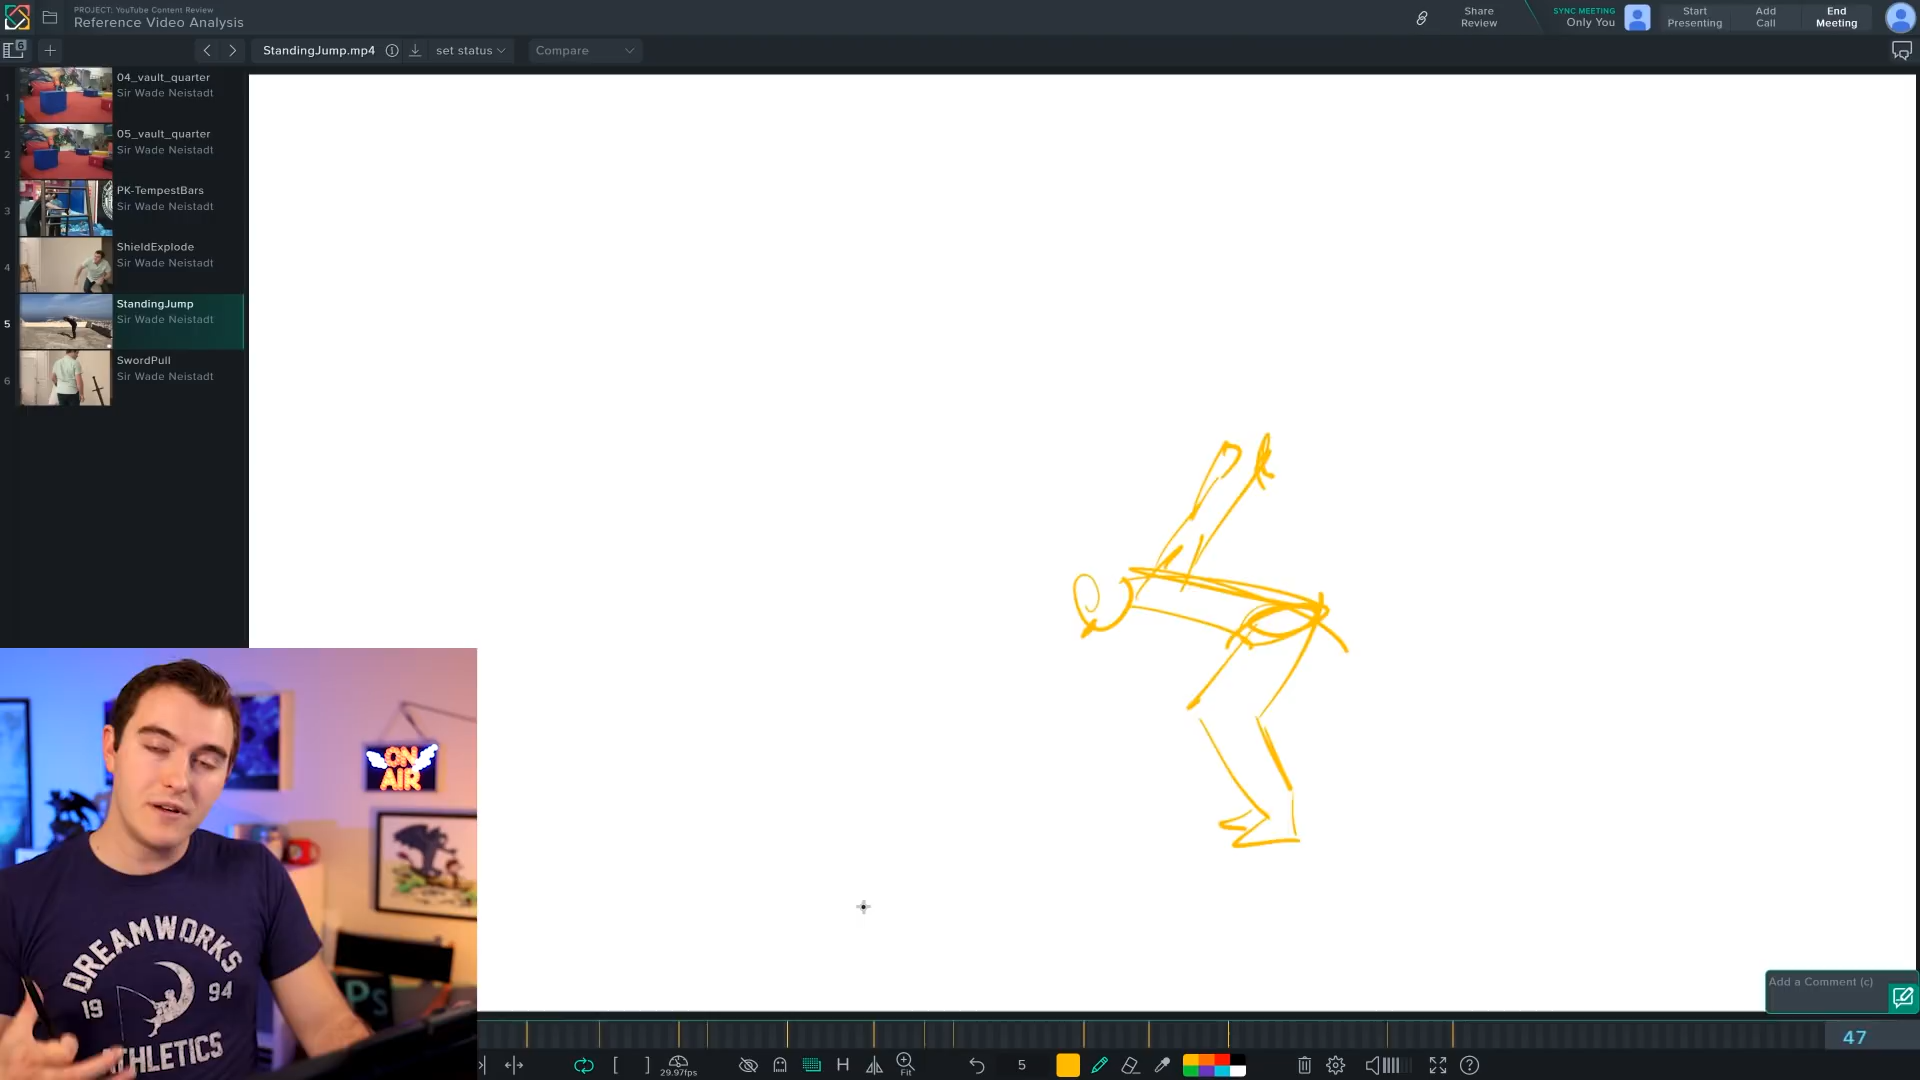 PROJECT: YouTube Content Review
Reference Video Analysis
Share Review
SYNC MEETING
Only You
Start Presenting
Add Call
End Meeting
6
StandingJump.mp4
set status
Compare
1
04_vault_quarter
Sir Wade Neistadt
2
05_vault_quarter
Sir Wade Neistadt
3
PK-TempestBars
Sir Wade Neistadt
4
ShieldExplode
Sir Wade Neistadt
5
StandingJump
Sir Wade Neistadt
6
SwordPull
Sir Wade Neistadt
ON
AIR
DREAMWORKS
19 94
ATHLETICS
Ps
Add a Comment (c)
47
29.97fps
H
Fit
5
?